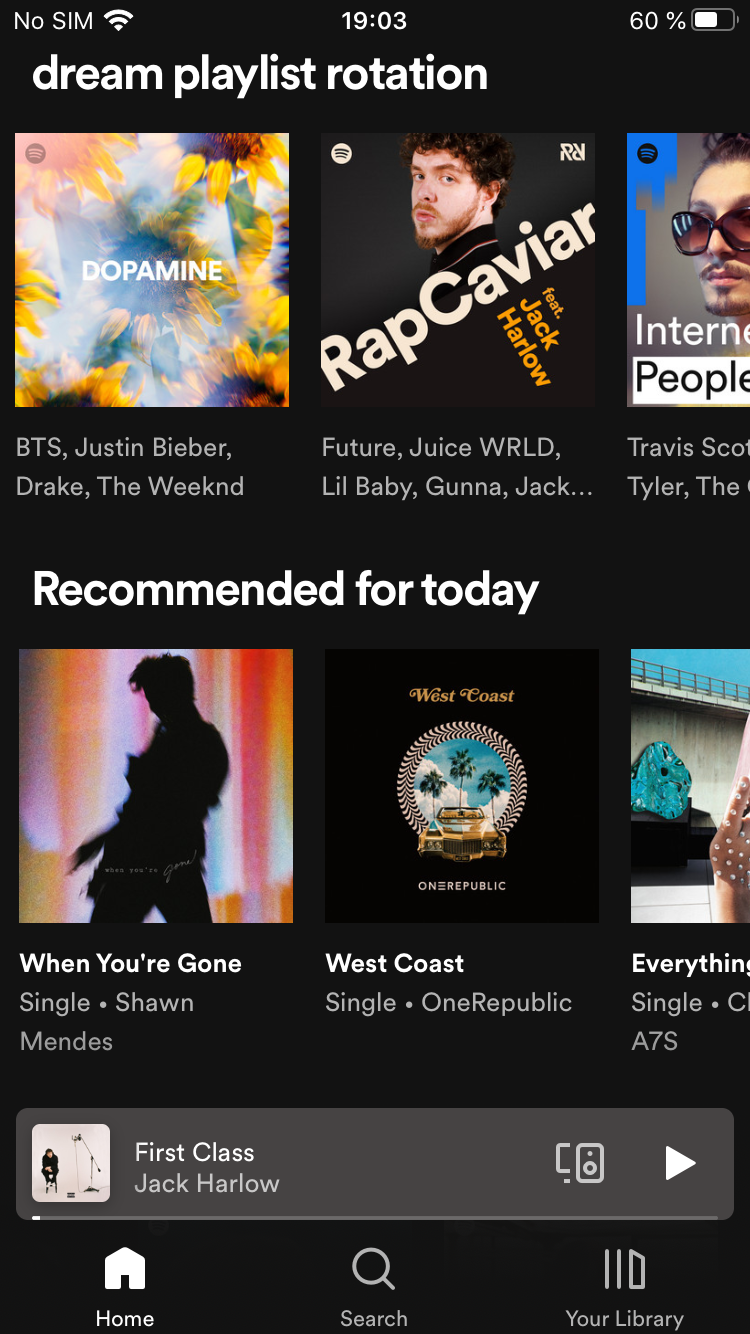 No SIM 19:03 60 %
dream playlist rotation
DOPAMINE
RapCaviar
feat.
Jack
Harlow
Interne
People
BTS, Justin Bieber,
Drake, The Weeknd
Future, Juice WRLD,
Lil Baby, Gunna, Jack...
Travis Scot
Tyler, The
Recommended for today
when you're gone
West Coast
ONEREPUBLIC
When You're Gone
Single • Shawn
Mendes
West Coast
Single • OneRepublic
Everything
Single •
A7S
First Class
Jack Harlow
Home
Search
Your Library